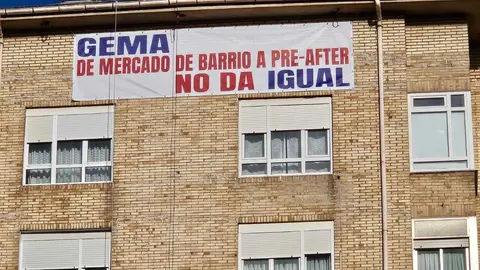 GEMA
DE MERCADO DE BARRIO A PRE-AFTER
NO DA IGUAL